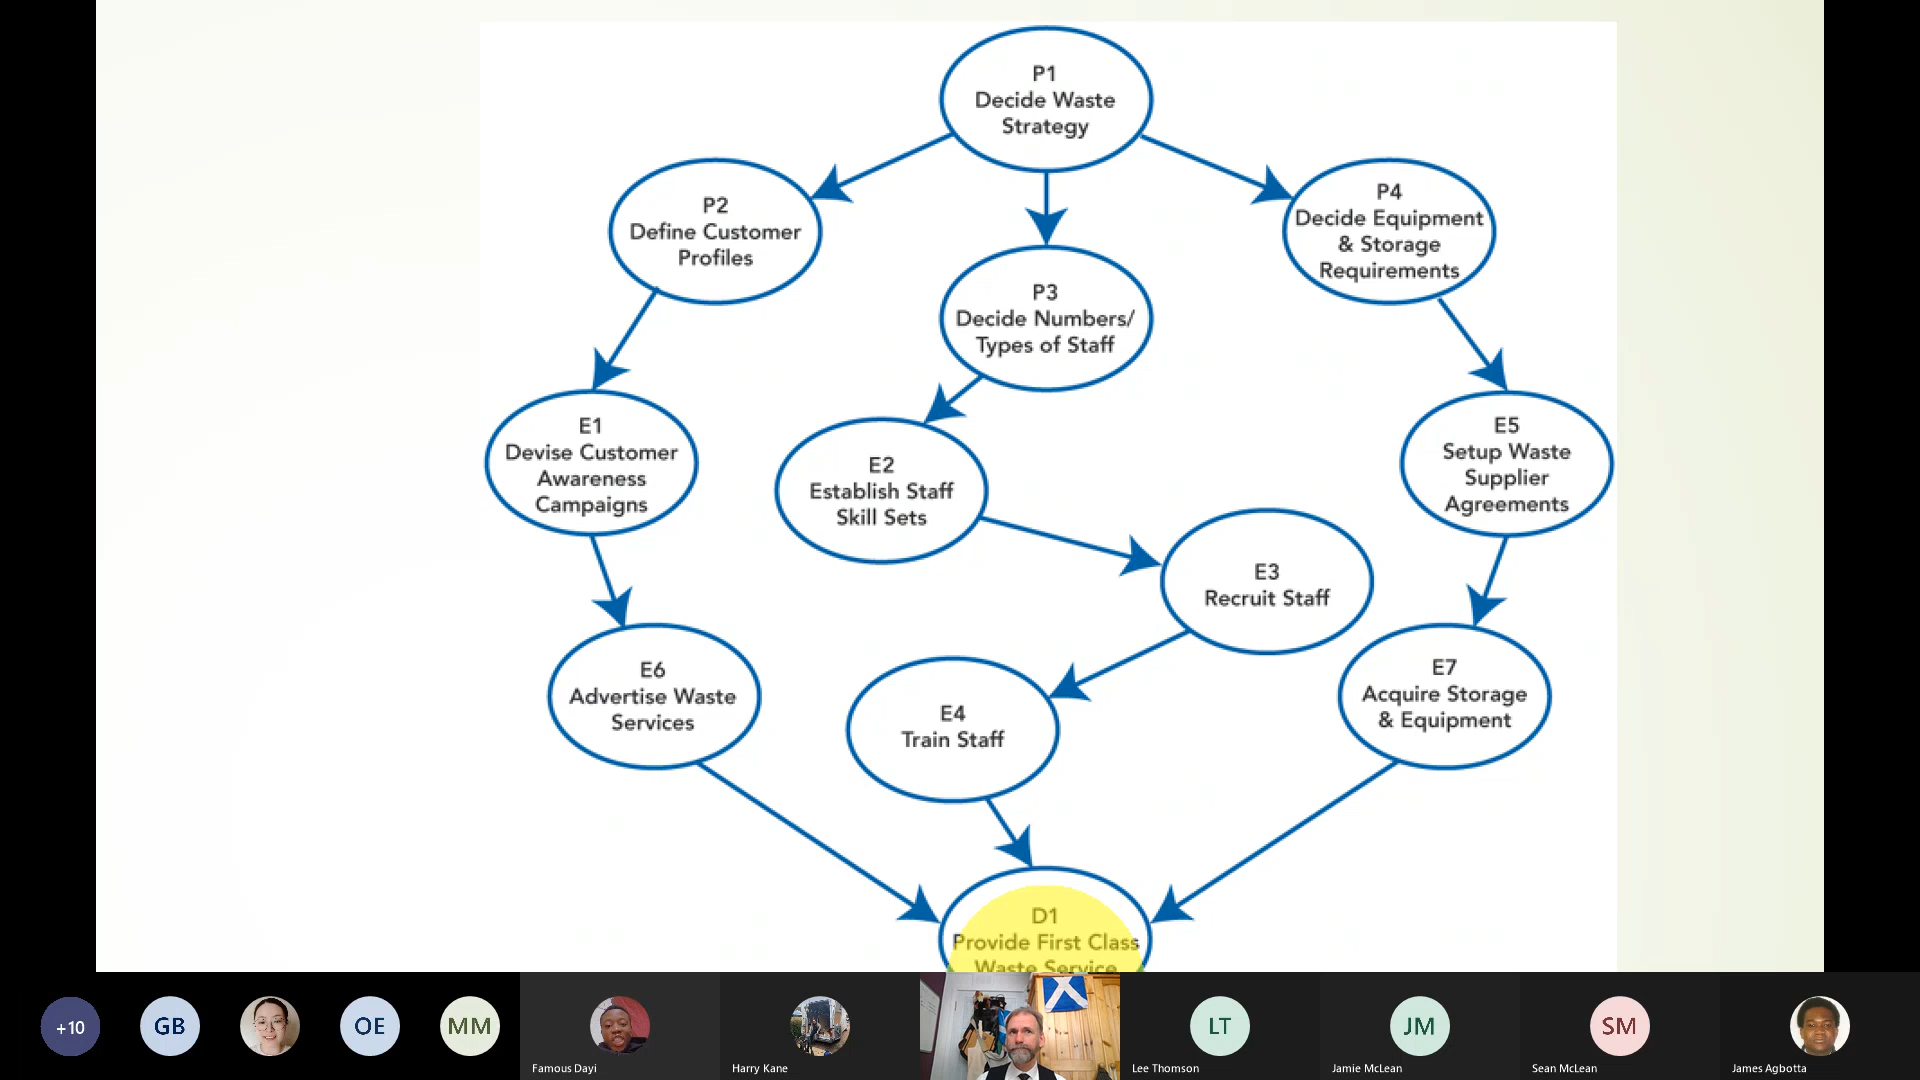 P1
Decide Waste
Strategy
P2
Define Customer
Profiles
P3
Decide Numbers/
Types of Staff
P4
Decide Equipment
& Storage
Requirements
E1
Devise Customer
Awareness
Campaigns
E2
Establish Staff
Skill Sets
E5
Setup Waste
Supplier
Agreements
E3
Recruit Staff
E6
Advertise Waste
Services
E4
Train Staff
E7
Acquire Storage
& Equipment
D1
Provide First Class
Waste Service
+10
GB
OE
MM
Famous Dayi
Harry Kane
LT
Lee Thomson
JM
Jamie McLean
SM
Sean McLean
James Agbotta